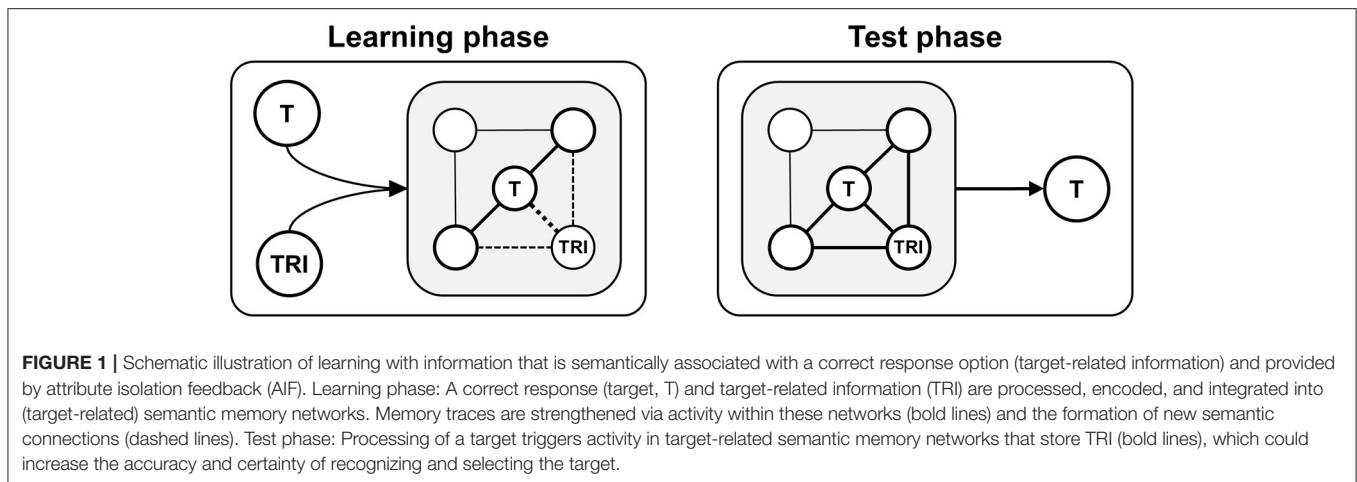 Learning phase
Test phase
T
TRI
T
TRI
T
TRI
T
FIGURE 1 | Schematic illustration of learning with information that is semantically associated with a correct response option (target-related information) and provided
by attribute isolation feedback (AIF). Learning phase: A correct response (target, T) and target-related information (TRI) are processed, encoded, and integrated into
(target-related) semantic memory networks. Memory traces are strengthened via activity within these networks (bold lines) and the formation of new semantic
connections (dashed lines). Test phase: Processing of a target triggers activity in target-related semantic memory networks that store TRI (bold lines), which could
increase the accuracy and certainty of recognizing and selecting the target.